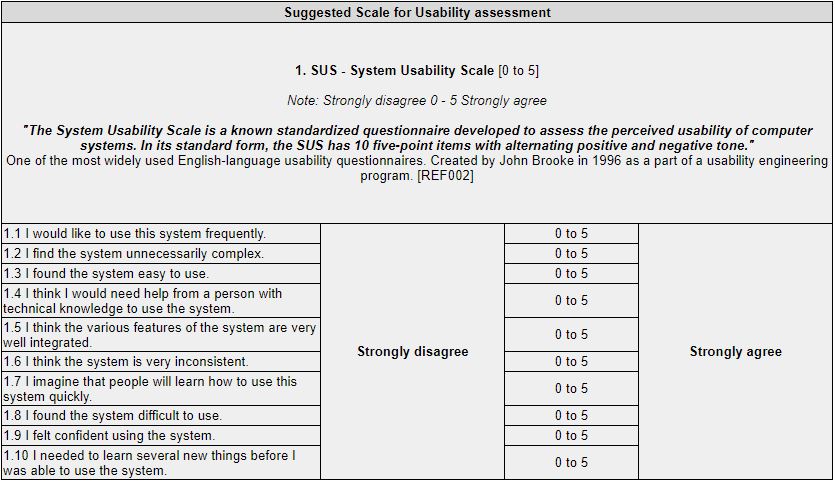 Suggested Scale for Usability assessment
1. SUS - System Usability Scale [0 to 5]
Note: Strongly disagree 0 - 5 Strongly agree
"The System Usability Scale is a known standardized questionnaire developed to assess the perceived usability of computer
systems. In its standard form, the SUS has 10 five-point items with alternating positive and negative tone."
One of the most widely used English-language usability questionnaires. Created by John Brooke in 1996 as a part of a usability engineering
program. [REF002]
1.1 I would like to use this system frequently.
0 to 5
1.2 I find the system unnecessarily complex.
0 to 5
1.3 I found the system easy to use.
0 to 5
1.4 I think I would need help from a person with
technical knowledge to use the system.
0 to 5
1.5 I think the various features of the system are very
well integrated.
0 to 5
Strongly disagree
Strongly agree
1.6 I think the system is very inconsistent.
0 to 5
1.7 I imagine that people will learn how to use this
system quickly.
0 to 5
1.8 I found the system difficult to use.
0 to 5
1.9 I felt confident using the system.
0 to 5
1.10 I needed to learn several new things before I
was able to use the system.
0 to 5